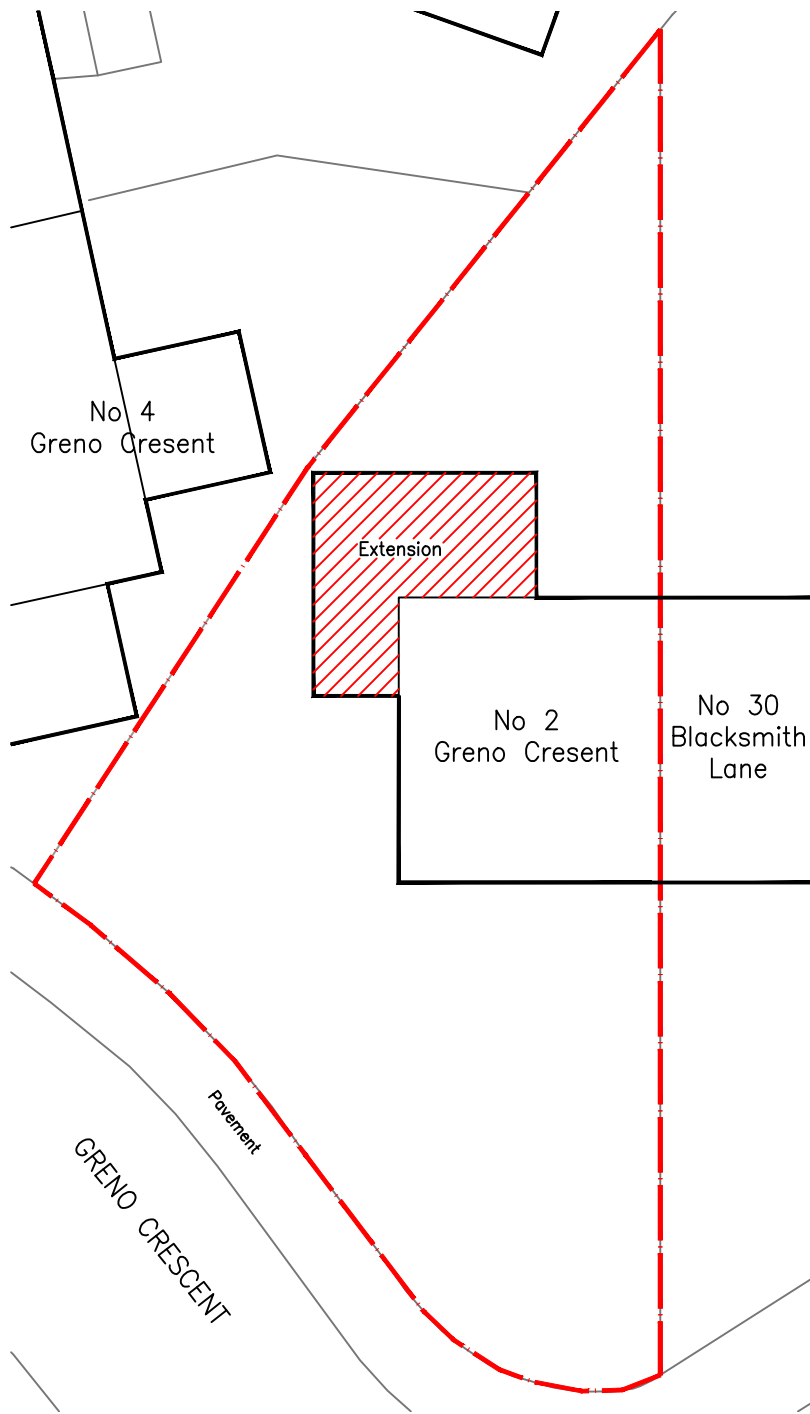 No 4
Greno Cresent
Extension
No 2
Greno Cresent
No 30
Blacksmith
Lane
Pavement
GRENO CRESCENT